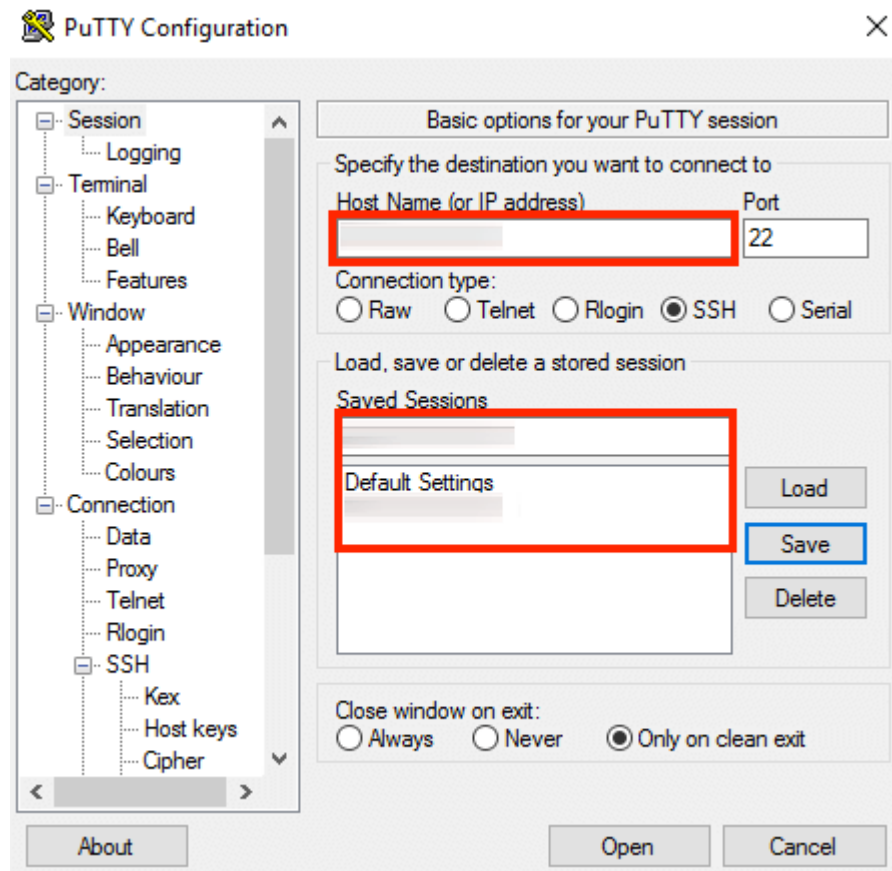 PuTTY Configuration
Category:
Session
Logging
Terminal
Keyboard
Bell
Features
Window
Appearance
Behaviour
Translation
Selection
Colours
Connection
Data
Proxy
Telnet
Rlogin
SSH
Kex
Host keys
Cipher
Basic options for your PuTTY session
Specify the destination you want to connect to
Host Name (or IP address) Port
22
Connection type:
Raw Telnet Rlogin SSH Serial
Load, save or delete a stored session
Saved Sessions
Default Settings
Load
Save
Delete
Close window on exit:
Always Never Only on clean exit
About Open Cancel